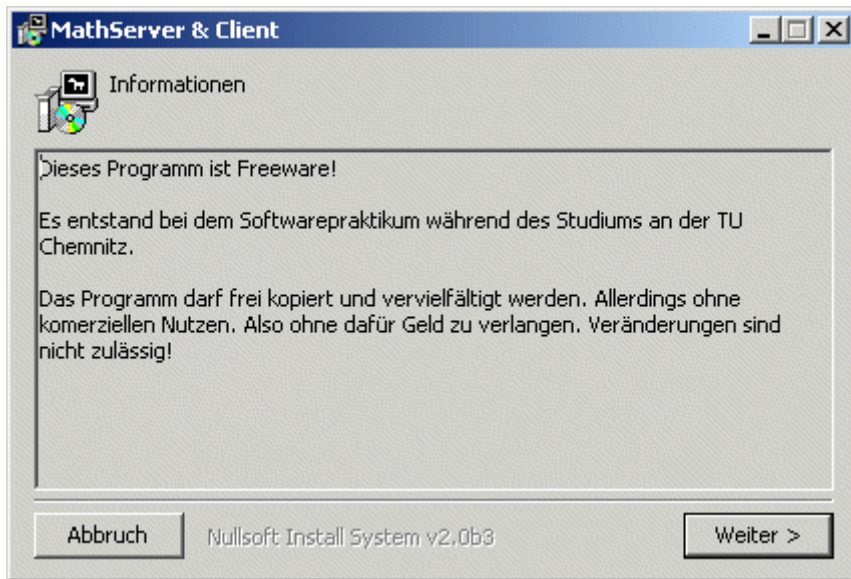 MathServer & Client
Informationen
Dieses Programm ist Freeware!
Es entstand bei dem Softwarepraktikum während des Studiums an der TU
Chemnitz.
Das Programm darf frei kopiert und vervielfältigt werden. Allerdings ohne
komerziellen Nutzen. Also ohne dafür Geld zu verlangen. Veränderungen sind
nicht zulässig!
Abbruch
Nullsoft Install System v2.0b3
Weiter >